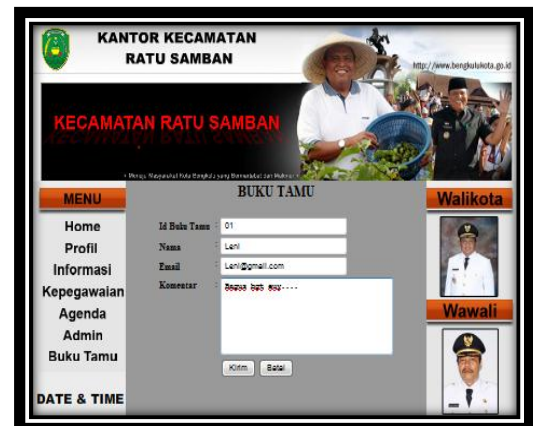 KANTOR KECAMATAN
RATU SAMBAN
http://www.bengkulukota.go.id
KECAMATAN RATU SAMBAN
MENU
Home
Profil
Informasi
Kepegawaian
Agenda
Admin
Buku Tamu
DATE & TIME
BUKU TAMU
Id Buku Tamu : 01
Nama : Leni
Email : Leni@gmail.com
Komentar :
Kirim Batal
Walikota
Wawali